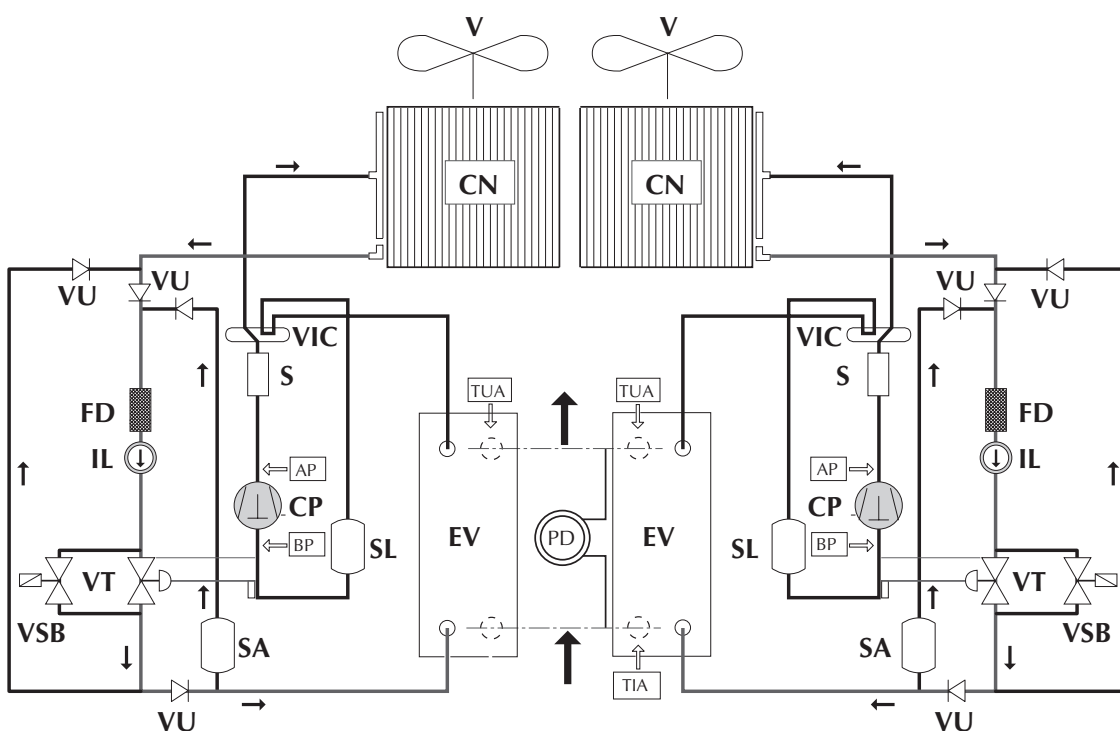 V V
CN CN
VU VU VU VU
VIC VIC
S S
TUA TUA
FD FD
IL IL
AP AP
CP CP
EV PD EV
SL SL
BP BP
VT VT
VSB VSB
SA SA
TIA
VU VU